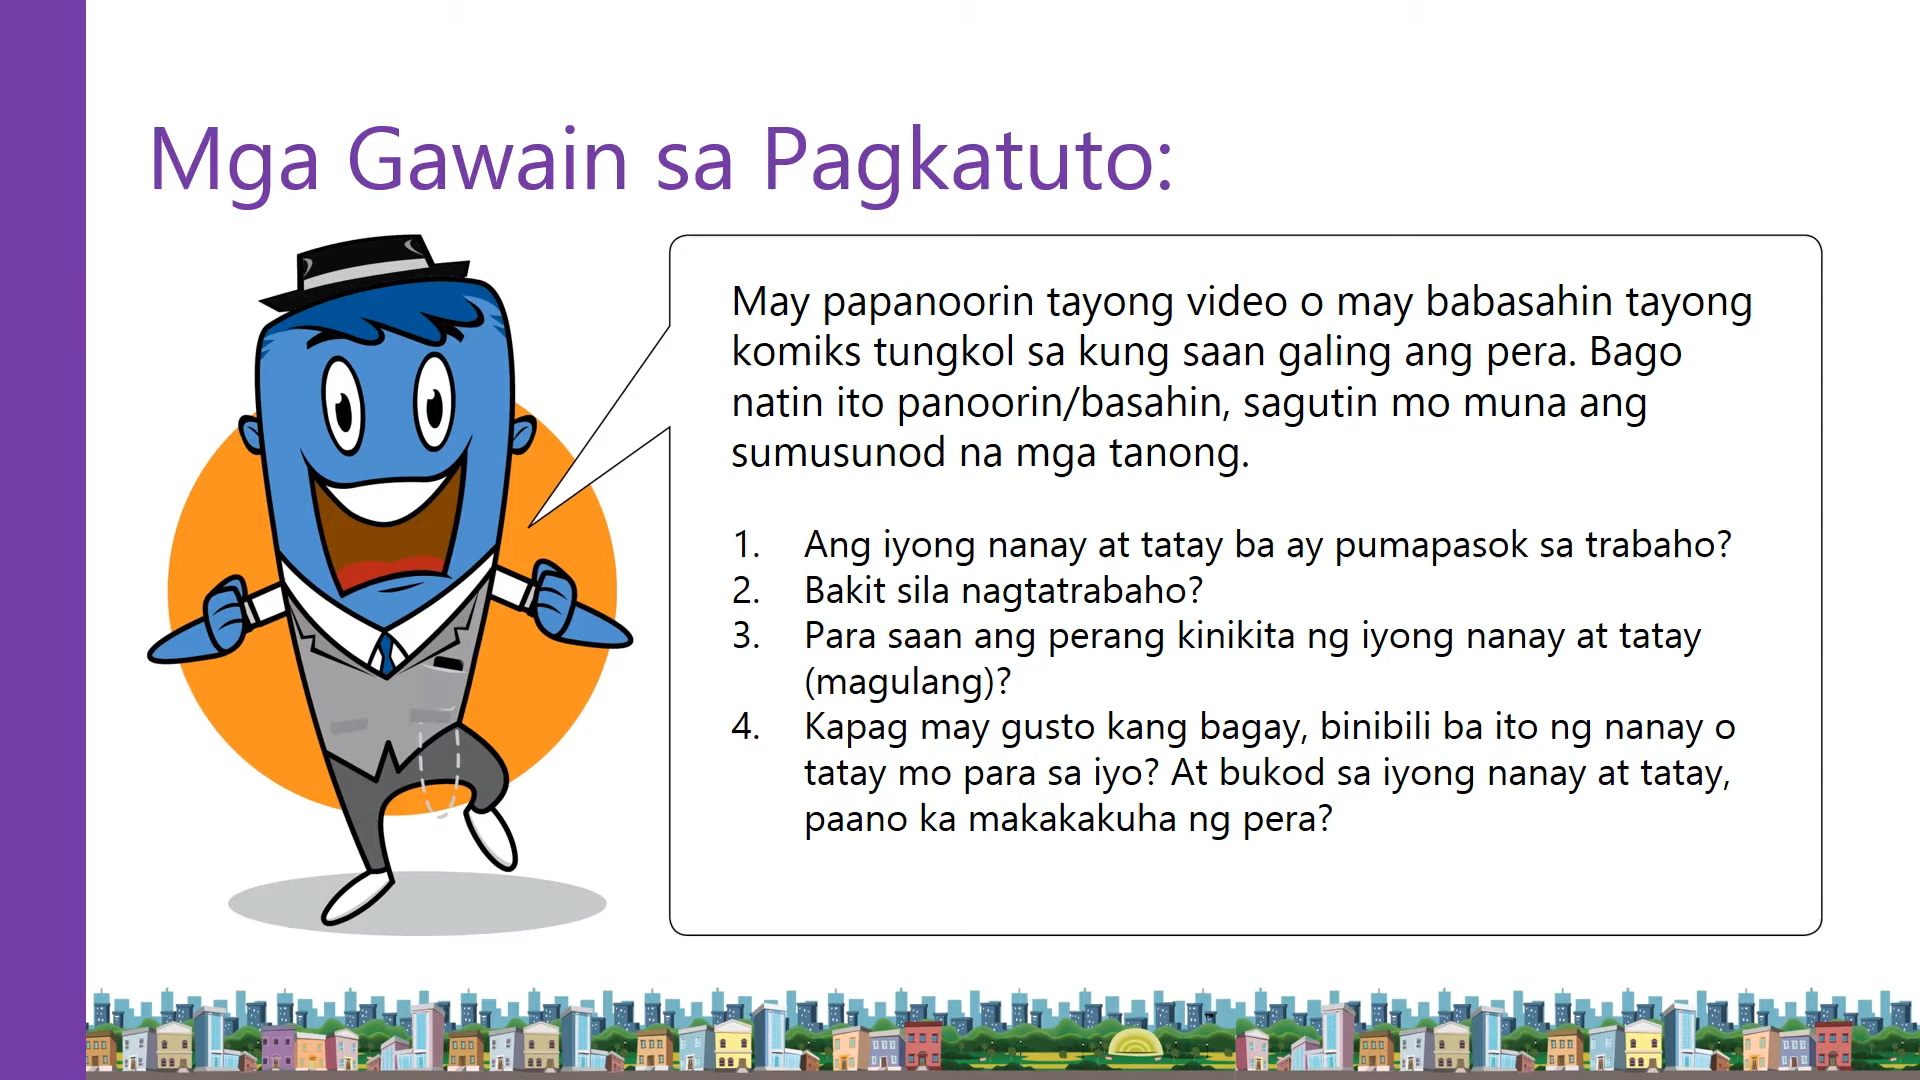 Mga Gawain sa Pagkatuto:
May papanoorin tayong video o may babasahin tayong
komiks tungkol sa kung saan galing ang pera. Bago
natin ito panoorin/basahin, sagutin mo muna ang
sumusunod na mga tanong.
1. Ang iyong nanay at tatay ba ay pumapasok sa trabaho?
2. Bakit sila nagtatrabaho?
3. Para saan ang perang kinikita ng iyong nanay at tatay
(magulang)?
4. Kapag may gusto kang bagay, binibili ba ito ng nanay o
tatay mo para sa iyo? At bukod sa iyong nanay at tatay,
paano ka makakakuha ng pera?